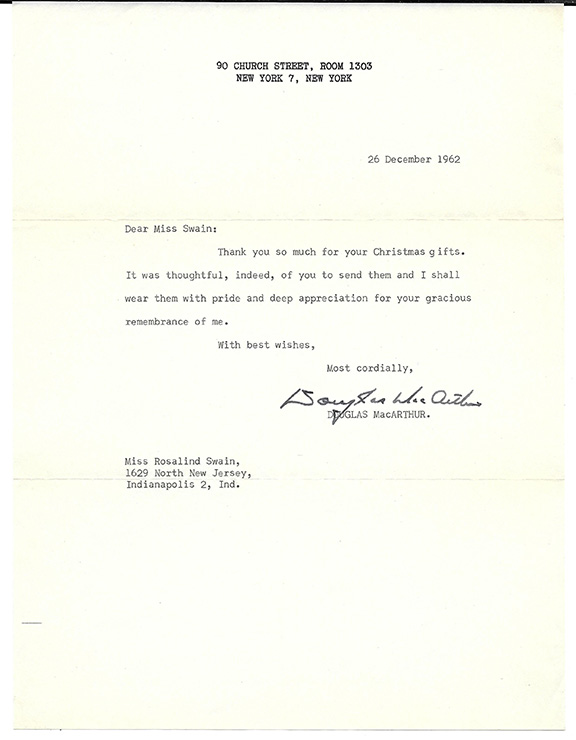 90 CHURCH STREET, ROOM 1303
NEW YORK 7, NEW YORK
26 December 1962
Dear Miss Swain:
Thank you so much for your Christmas gifts.
It was thoughtful, indeed, of you to send them and I shall
wear them with pride and deep appreciation for your gracious
remembrance of me.
With best wishes,
Most cordially,
Douglas MacArthur
DOUGLAS MacARTHUR.
Miss Rosalind Swain,
1629 North New Jersey,
Indianapolis 2, Ind.